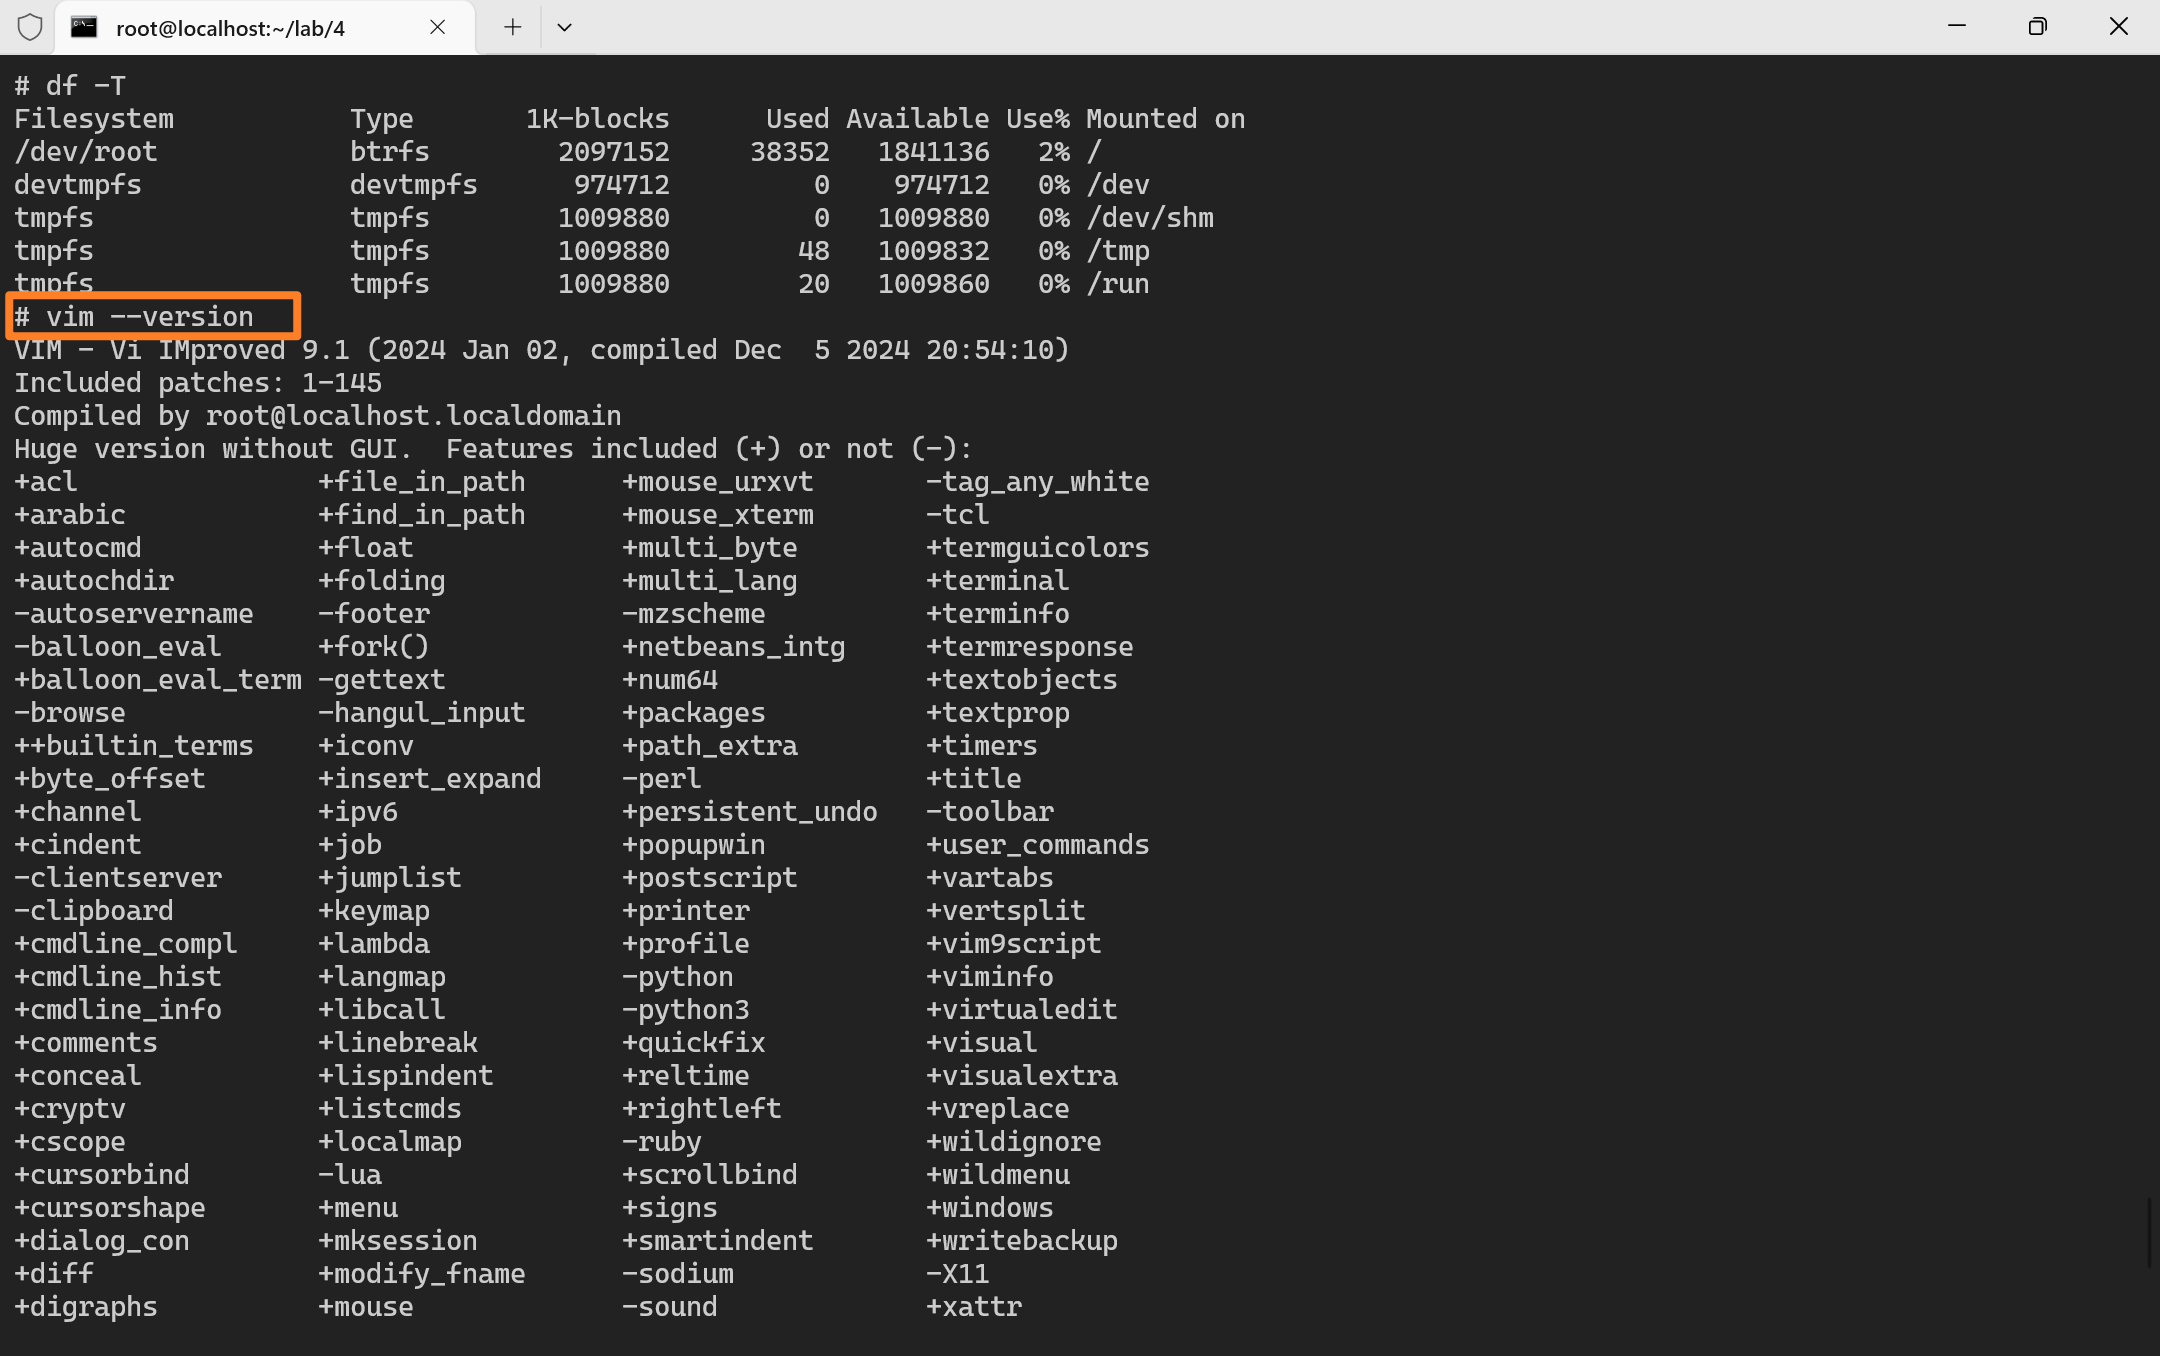 root@localhost:~/lab/4
# df -T
Filesystem           Type       1K-blocks      Used Available Use% Mounted on
/dev/root            btrfs        2097152     38352   1841136   2% /
devtmpfs             devtmpfs      974712         0    974712   0% /dev
tmpfs                tmpfs        1009880         0   1009880   0% /dev/shm
tmpfs                tmpfs        1009880        48   1009832   0% /tmp
tmpfs                tmpfs        1009880        20   1009860   0% /run
# vim --version
VIM - Vi IMproved 9.1 (2024 Jan 02, compiled Dec  5 2024 20:54:10)
Included patches: 1-145
Compiled by root@localhost.localdomain
Huge version without GUI.  Features included (+) or not (-):
+acl               +file_in_path      +mouse_urxvt       -tag_any_white
+arabic            +find_in_path      +mouse_xterm       -tcl
+autocmd           +float             +multi_byte        +termguicolors
+autochdir         +folding           +multi_lang        +terminal
-autoservername    -footer            -mzscheme          +terminfo
-balloon_eval      +fork()            +netbeans_intg     +termresponse
+balloon_eval_term -gettext           +num64             +textobjects
-browse            -hangul_input      +packages          +textprop
++builtin_terms    +iconv             +path_extra        +timers
+byte_offset       +insert_expand     -perl              +title
+channel           +ipv6              +persistent_undo   -toolbar
+cindent           +job               +popupwin          +user_commands
-clientserver      +jumplist          +postscript        +vartabs
-clipboard         +keymap            +printer           +vertsplit
+cmdline_compl     +lambda            +profile           +vim9script
+cmdline_hist      +langmap           -python            +viminfo
+cmdline_info      +libcall           -python3           +virtualedit
+comments          +linebreak         +quickfix          +visual
+conceal           +lispindent        +reltime           +visualextra
+cryptv            +listcmds          +rightleft         +vreplace
+cscope            +localmap          -ruby              +wildignore
+cursorbind        -lua               +scrollbind        +wildmenu
+cursorshape       +menu              +signs             +windows
+dialog_con        +mksession         +smartindent       +writebackup
+diff              +modify_fname      -sodium            -X11
+digraphs          +mouse             -sound             +xattr